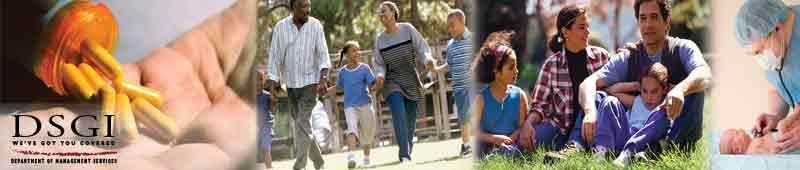 DSGI
WE'VE GOT YOU COVERED
DEPARTMENT OF MANAGEMENT SERVICES